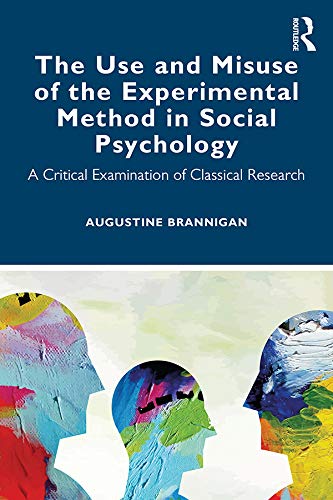 ROUTLEDGE
The Use and Misuse
of the Experimental
Method in Social
Psychology
A Critical Examination of Classical Research
AUGUSTINE BRANNIGAN